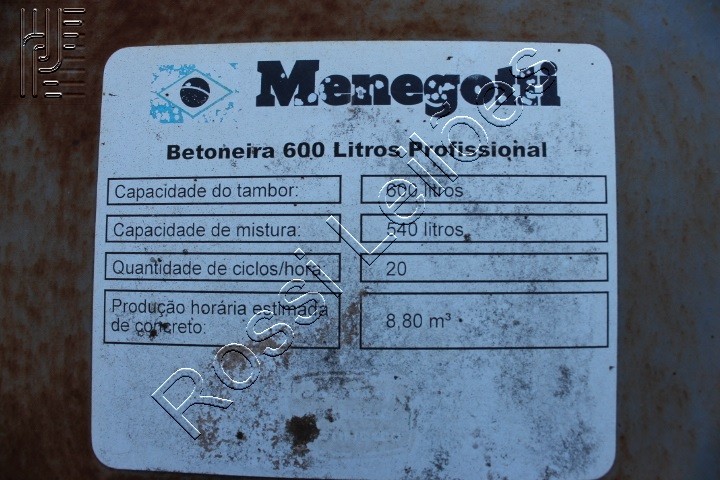 Menegotti
Betoneira 600 Litros Profissional
Capacidade do tambor: 600 litros
Capacidade de mistura: 540 litros
Quantidade de ciclos/hora: 20
Produção horária estimada
de concreto: 8,80 m³
Rossi Leilões